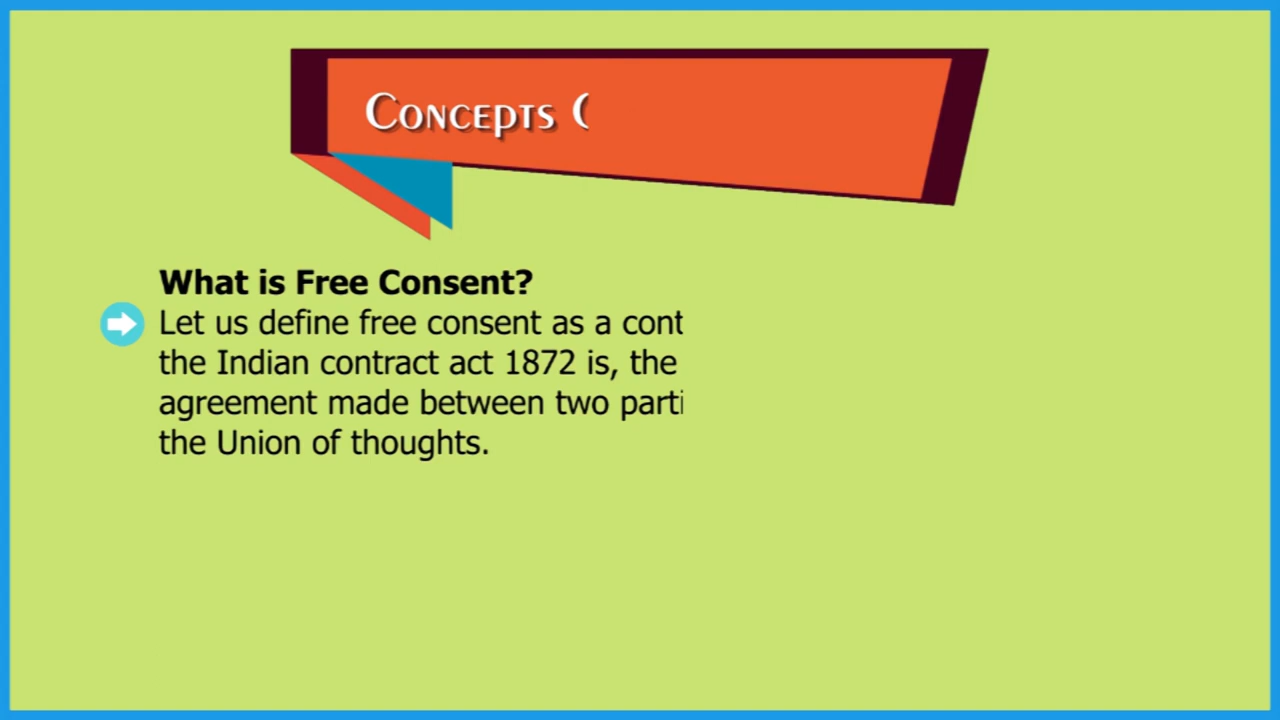 Concepts (
What is Free Consent?
Let us define free consent as a cont
the Indian contract act 1872 is, the
agreement made between two parti
the Union of thoughts.